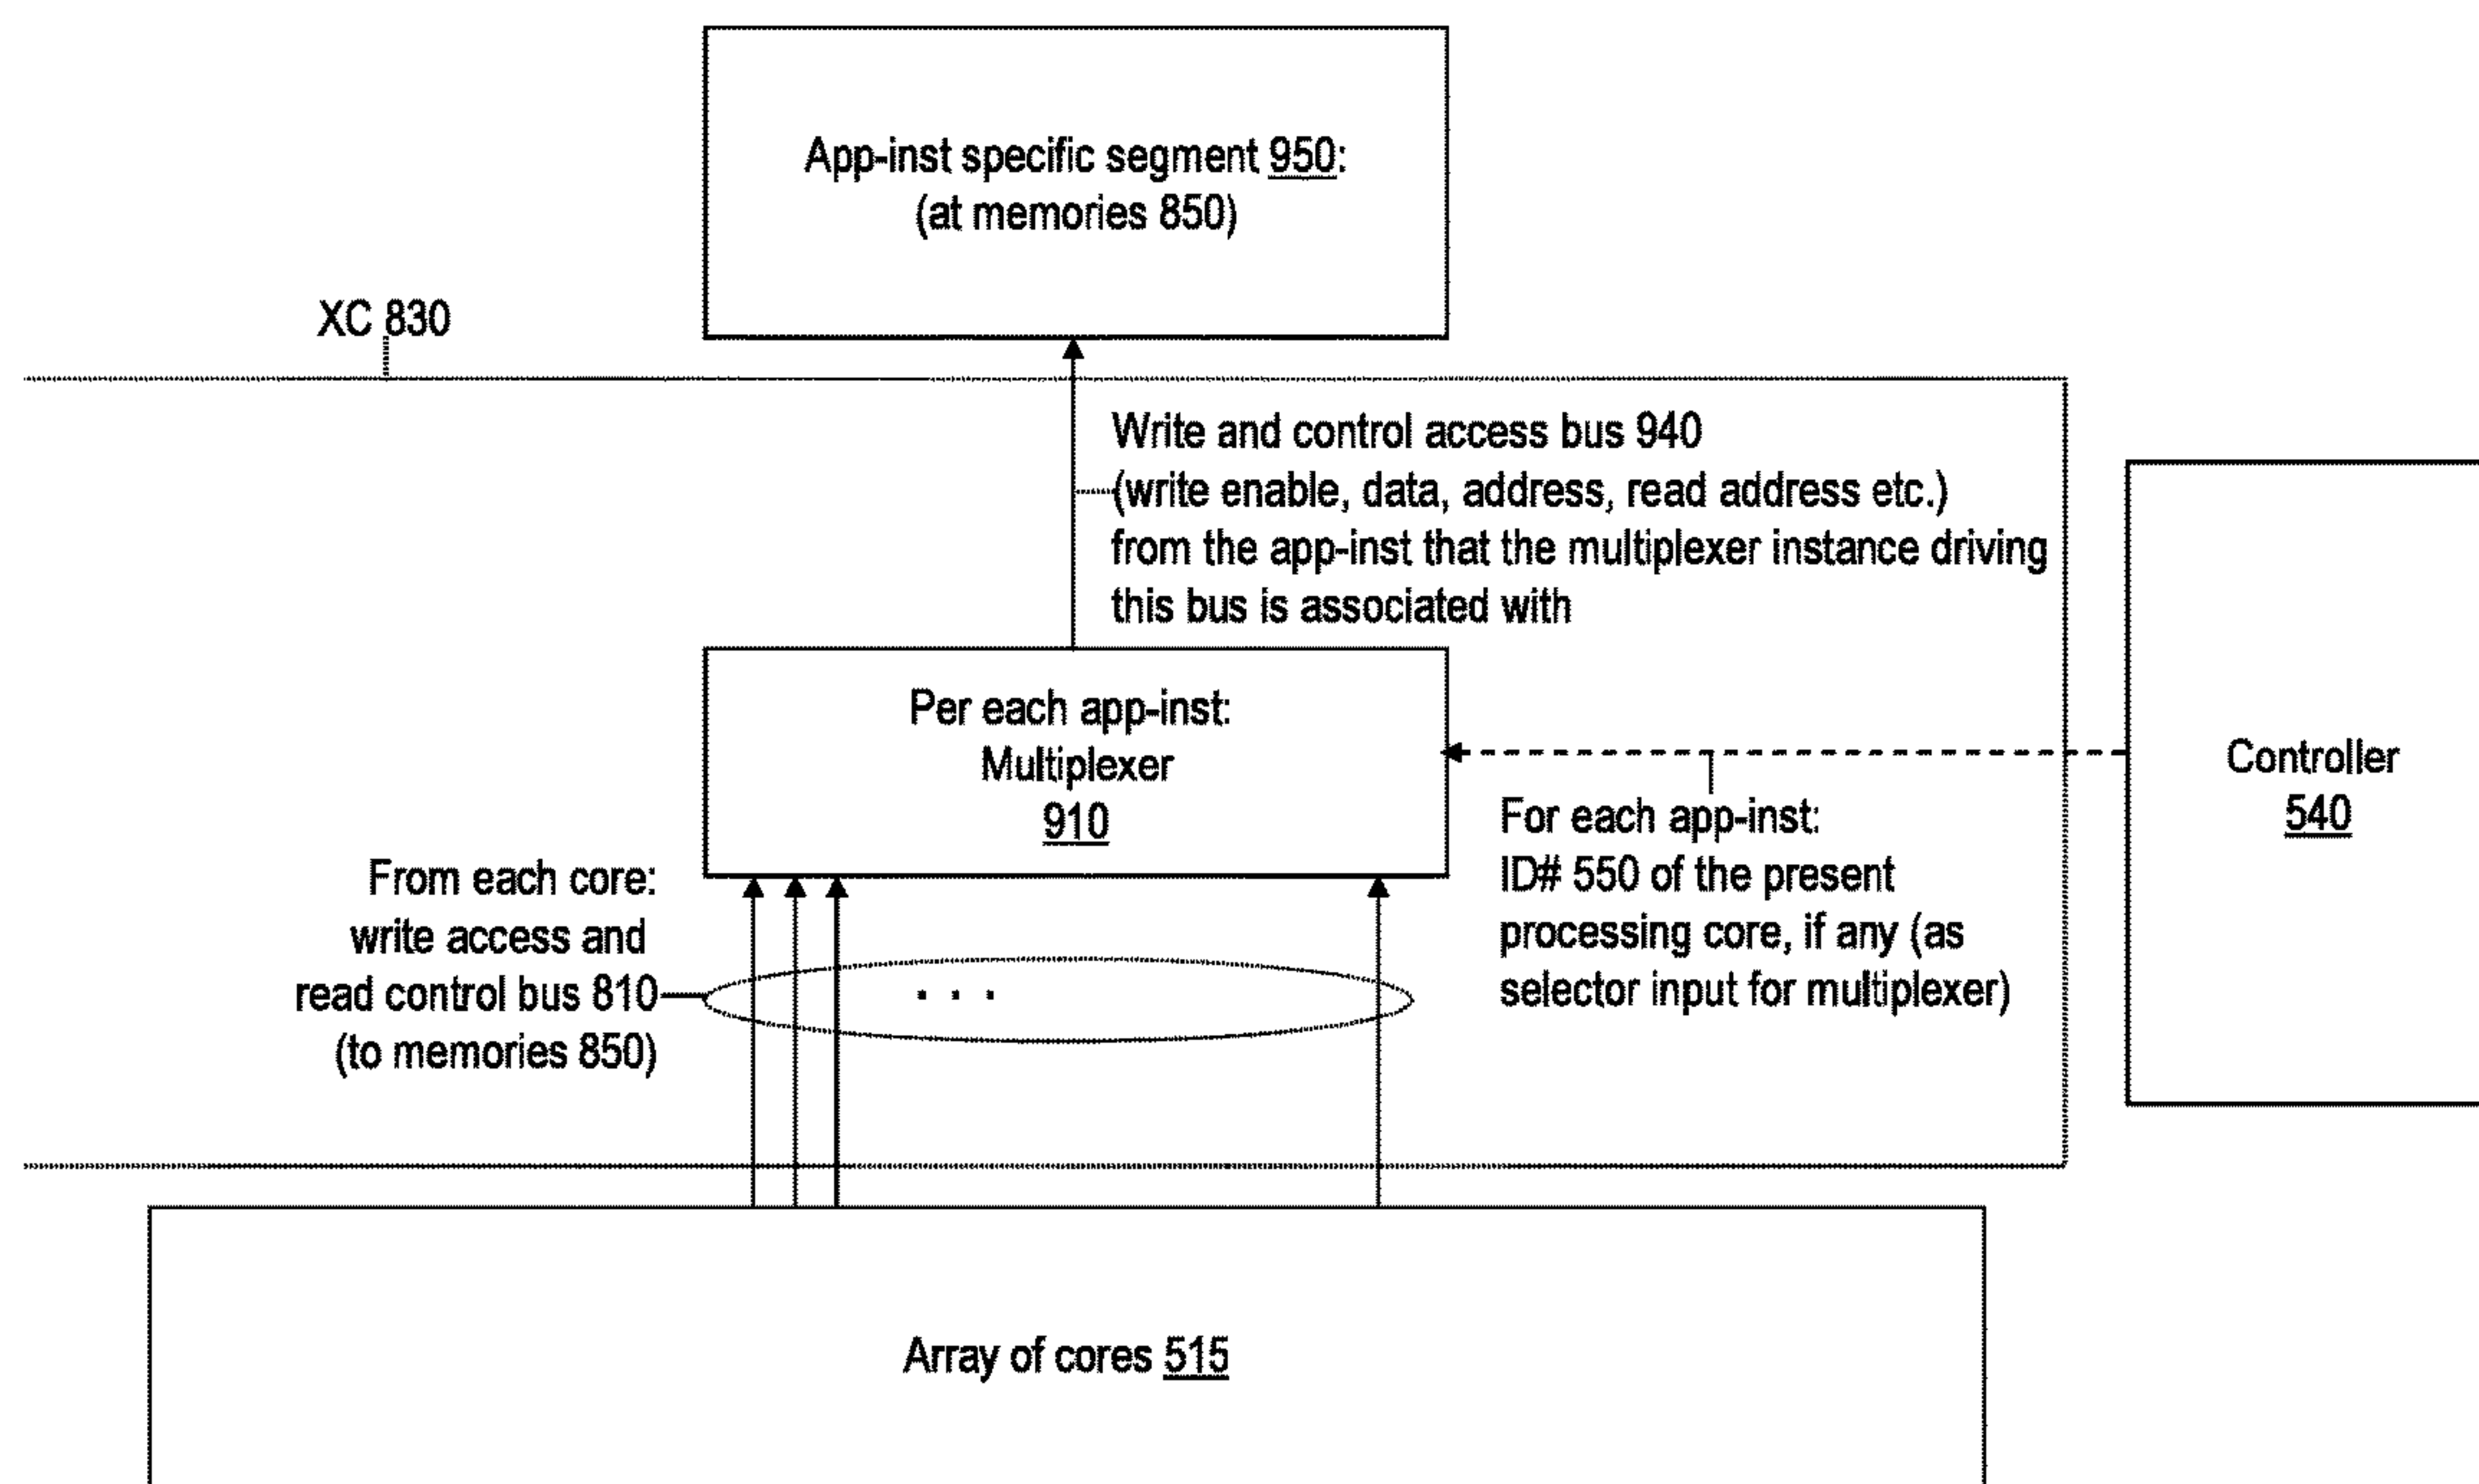 App-inst specific segment 950:
(at memories 850)
XC 830
Write and control access bus 940
(write enable, data, address, read address etc.)
from the app-inst that the multiplexer instance driving
this bus is associated with
Per each app-inst:
Multiplexer
910
Controller
540
For each app-inst:
ID# 550 of the present
processing core, if any (as
selector input for multiplexer)
From each core:
write access and
read control bus 810
(to memories 850)
. . .
Array of cores 515